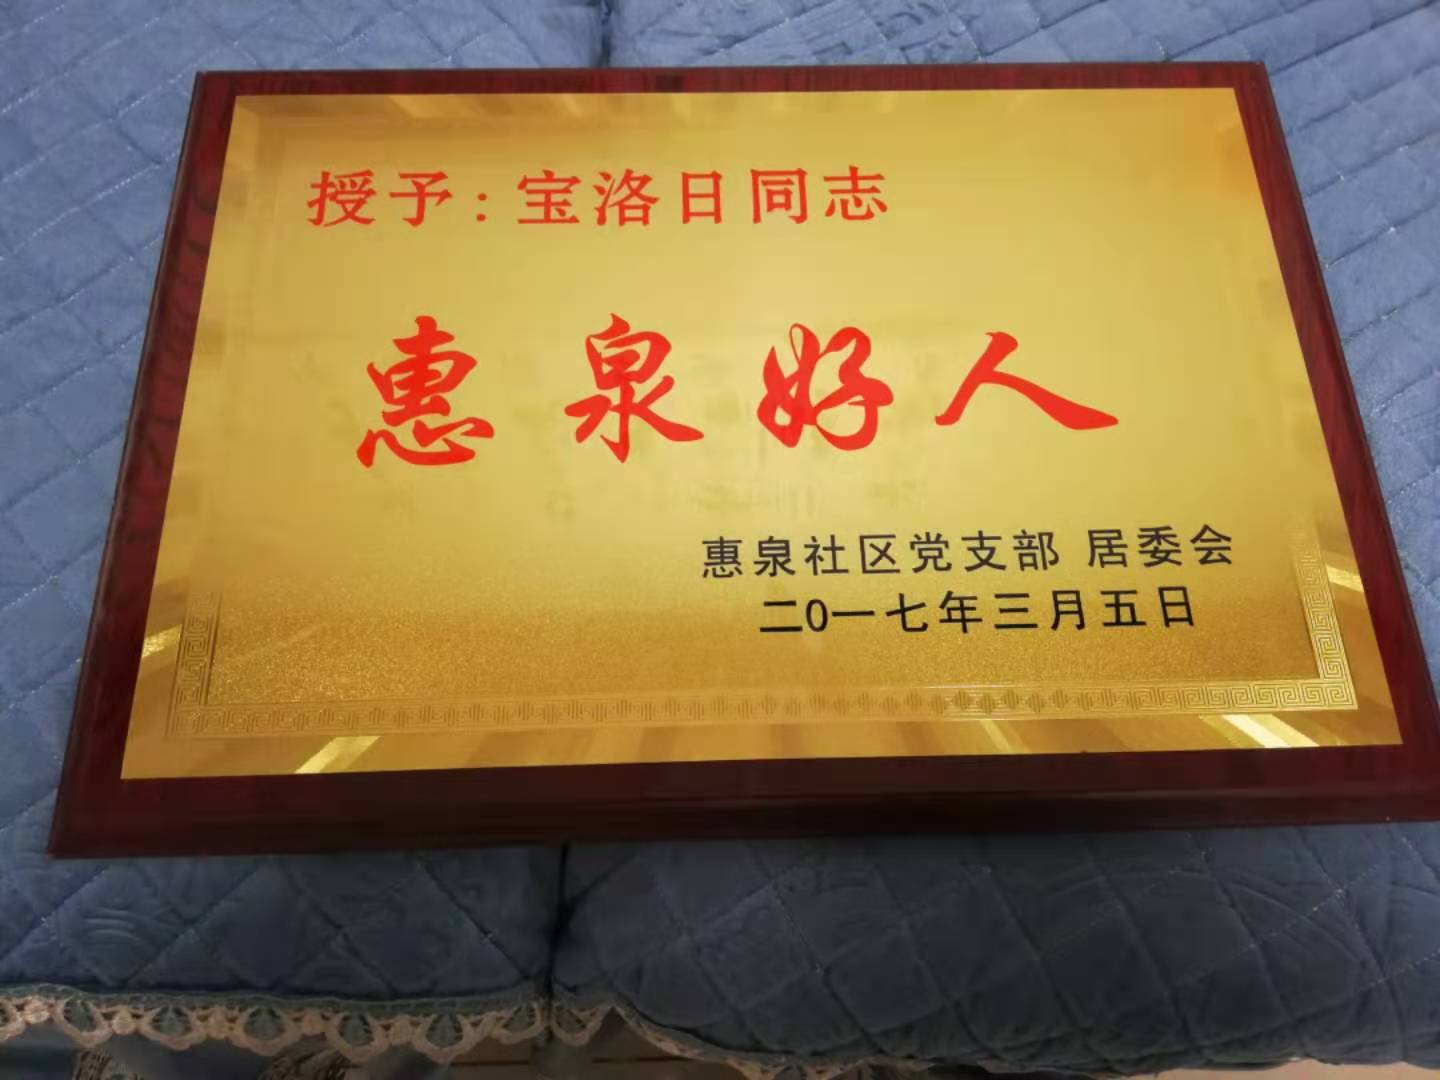 授予:宝洛日同志
惠泉好人
惠泉社区党支部 居委会
二0一七年三月五日